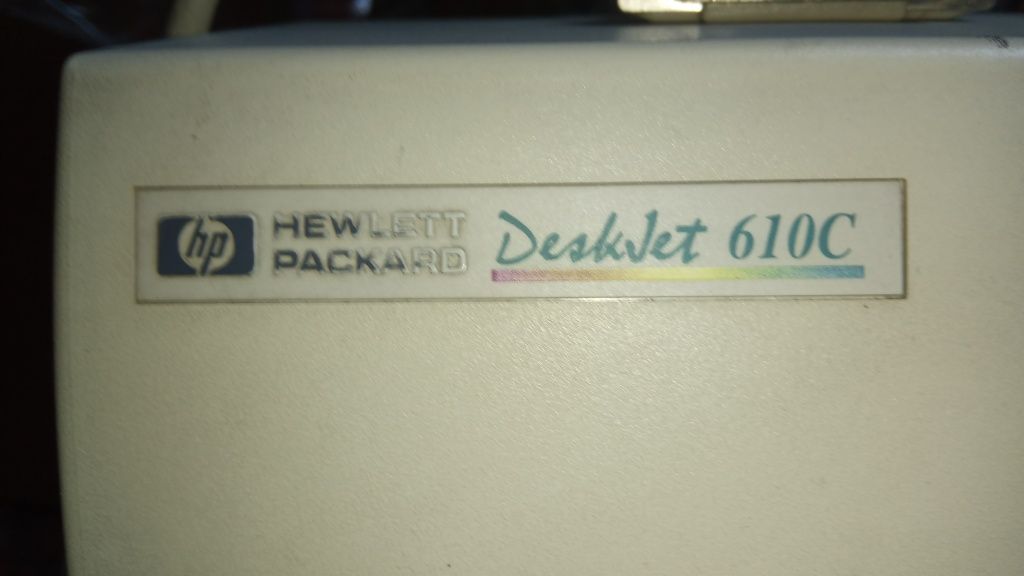 hp HEWLETT
PACKARD
DeskJet 610C